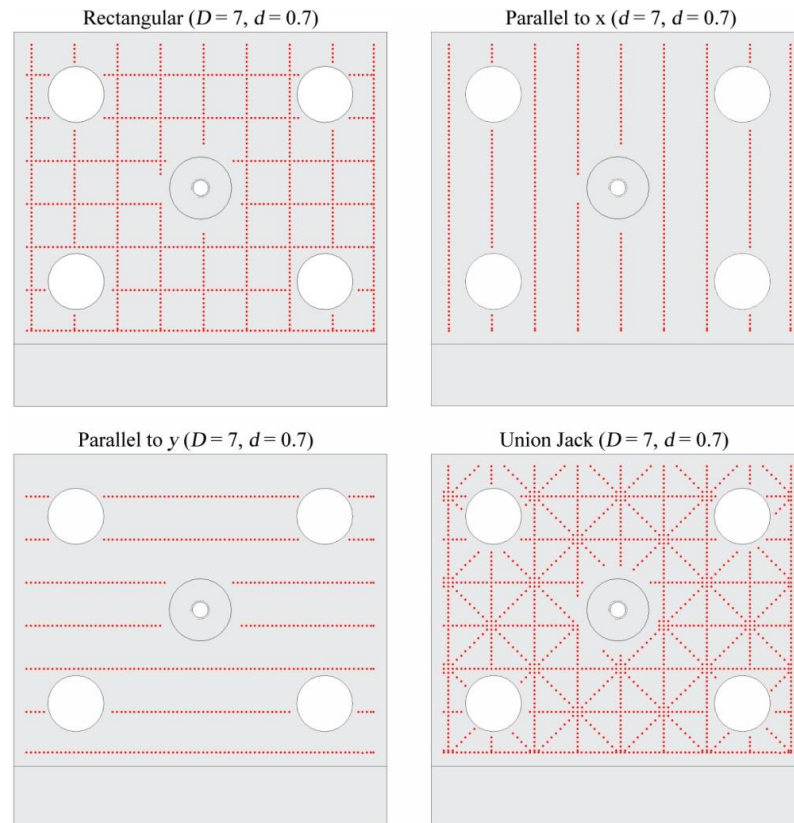 Rectangular (D = 7, d = 0.7)
Parallel to x (d = 7, d = 0.7)
Parallel to y (D = 7, d = 0.7)
Union Jack (D = 7, d = 0.7)